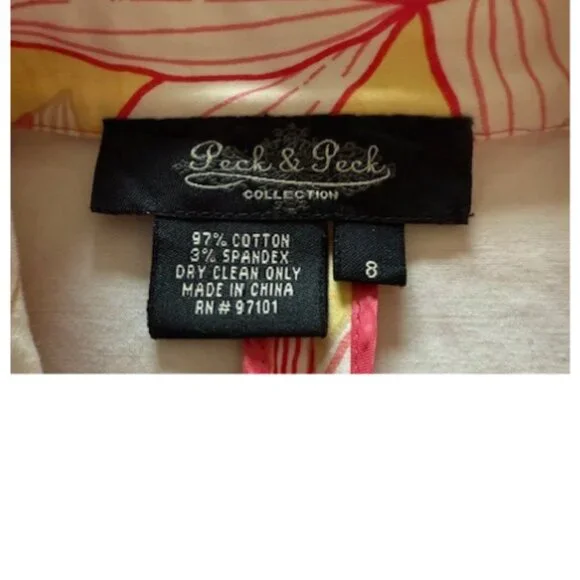 Peck & Peck
COLLECTION
97% COTTON
3% SPANDEX
DRY CLEAN ONLY
MADE IN CHINA
RN # 97101
8